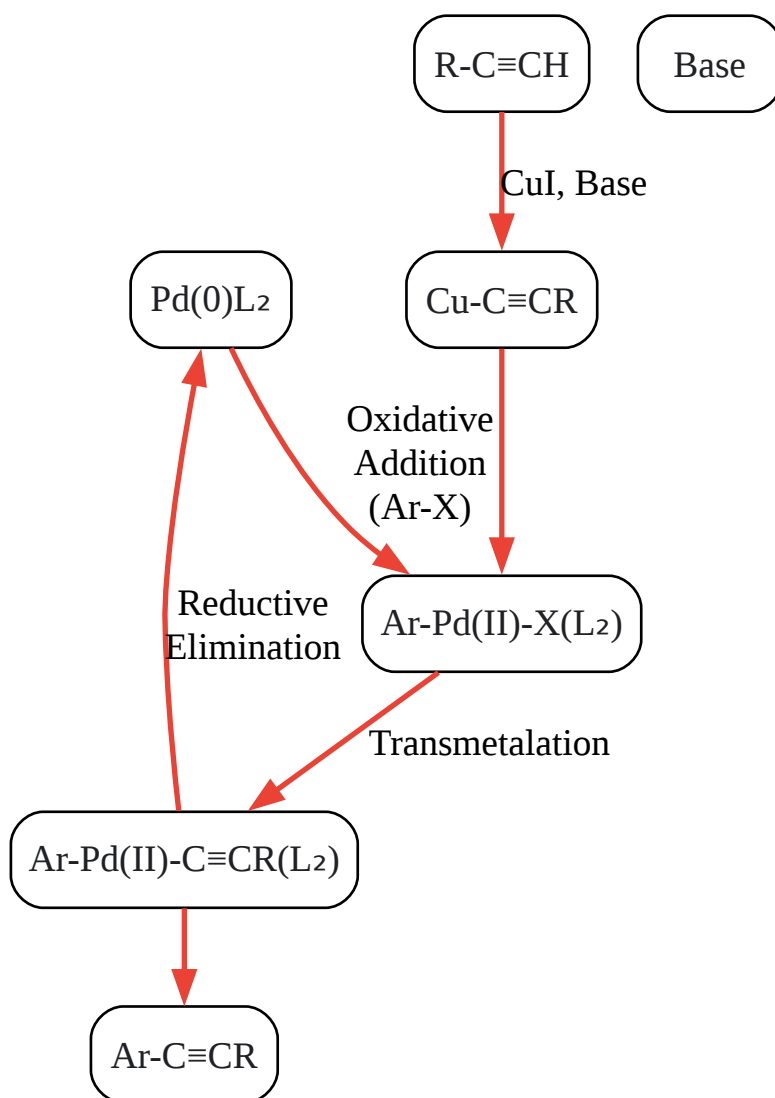 R-C≡CH
Base
CuI, Base
Pd(0)L₂
Cu-C≡CR
Oxidative
Addition
(Ar-X)
Reductive
Elimination
Ar-Pd(II)-X(L₂)
Transmetalation
Ar-Pd(II)-C≡CR(L₂)
Ar-C≡CR